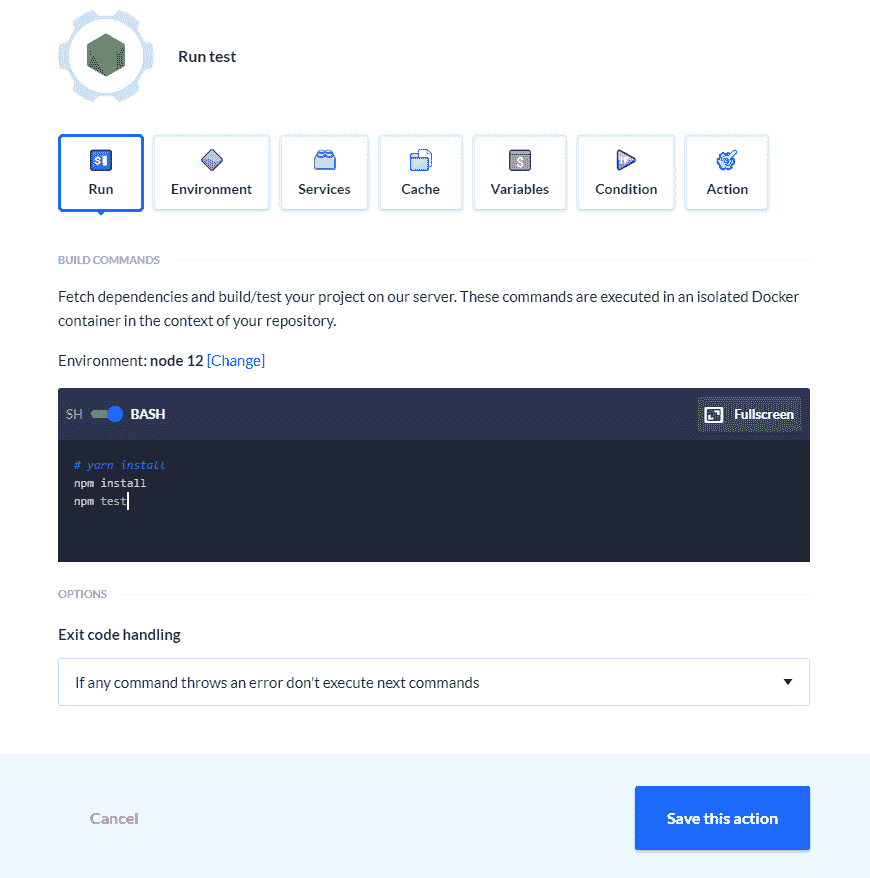 Run test
Run
Environment
Services
Cache
Variables
Condition
Action
BUILD COMMANDS
Fetch dependencies and build/test your project on our server. These commands are executed in an isolated Docker
container in the context of your repository.
Environment: node 12 [Change]
SH BASH
Fullscreen
# yarn install
npm install
npm test
OPTIONS
Exit code handling
If any command throws an error don't execute next commands
Cancel
Save this action